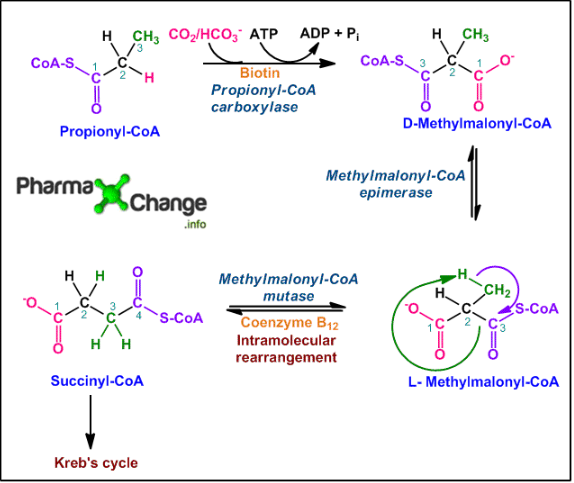 CO₂/HCO₃⁻ ATP ADP + Pᵢ
H CH₃
3
CoA-S 1 2 H
O
Biotin
Propionyl-CoA
carboxylase
Propionyl-CoA
H CH₃
CoA-S 3 2 1 O⁻
O O
D-Methylmalonyl-CoA
Pharma Change
.info
Methylmalonyl-CoA
epimerase
H H O
⁻O 1 2 3 4 S-CoA
O H H
Succinyl-CoA
Methylmalonyl-CoA
mutase
Coenzyme B₁₂
Intramolecular
rearrangement
H
H CH₂
⁻O 1 2 3 S-CoA
O O
L- Methylmalonyl-CoA
Kreb's cycle